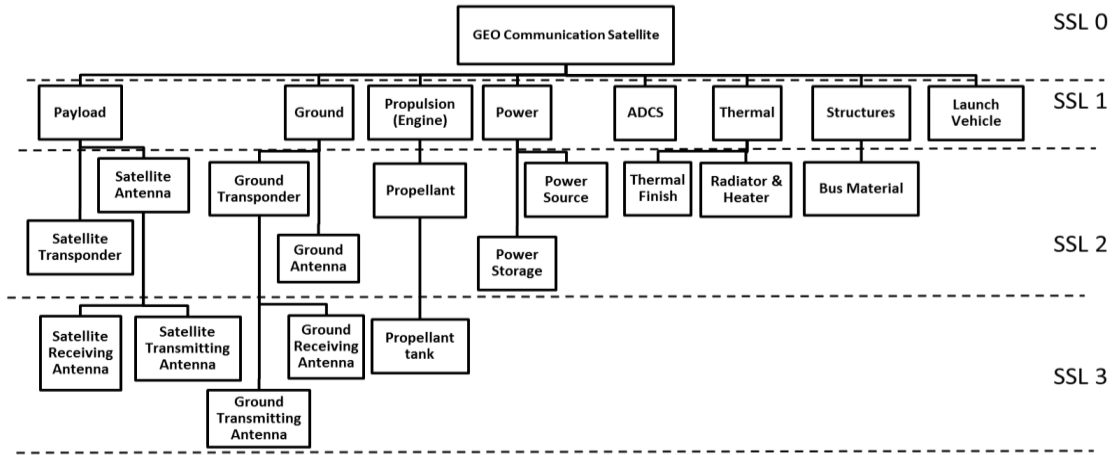 SSL 0
GEO Communication Satellite
SSL 1
Payload
Ground
Propulsion
(Engine)
Power
ADCS
Thermal
Structures
Launch
Vehicle
Satellite
Antenna
Ground
Transponder
Propellant
Power
Source
Thermal
Finish
Radiator &
Heater
Bus Material
Satellite
Transponder
Ground
Antenna
Power
Storage
SSL 2
Satellite
Receiving
Antenna
Satellite
Transmitting
Antenna
Ground
Receiving
Antenna
Propellant
tank
SSL 3
Ground
Transmitting
Antenna